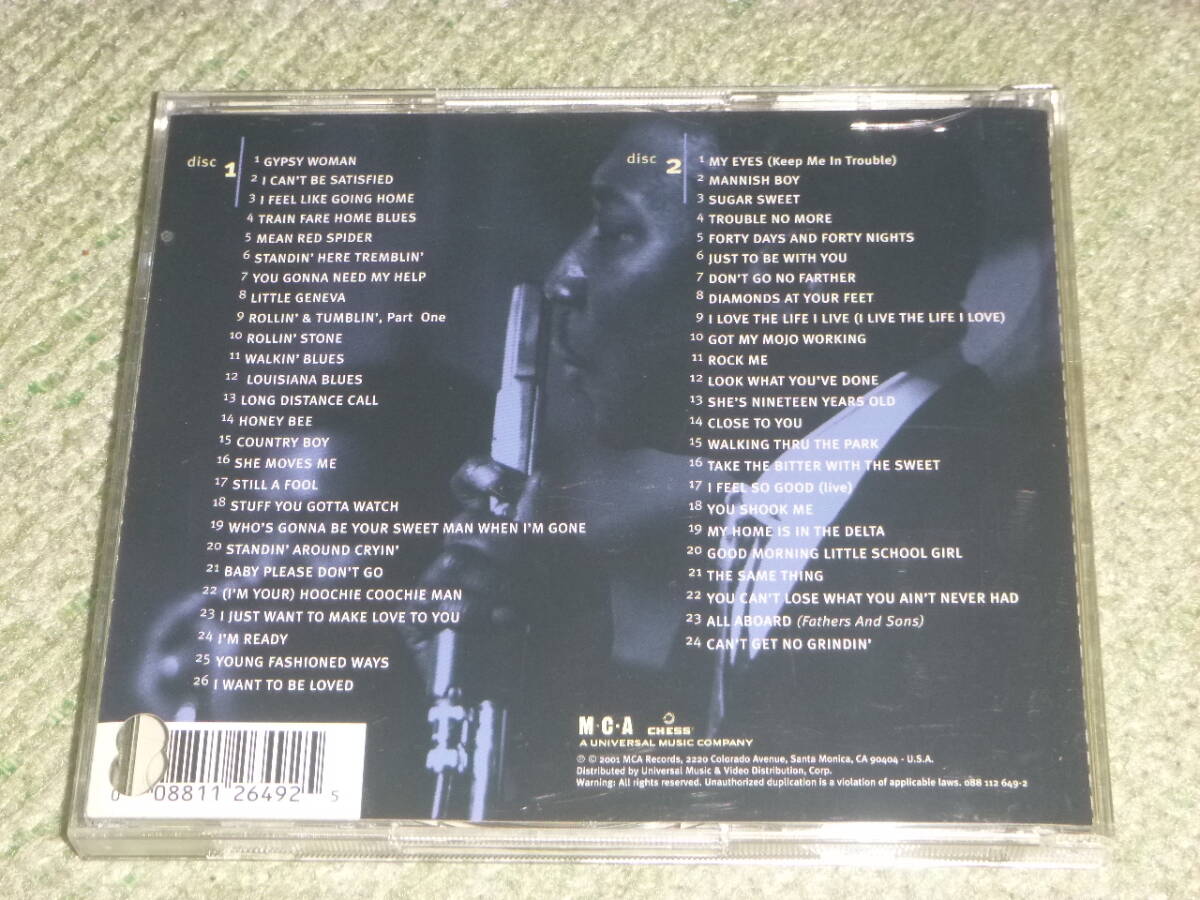 disc 1
1 GYPSY WOMAN
2 I CAN'T BE SATISFIED
3 I FEEL LIKE GOING HOME
4 TRAIN FARE HOME BLUES
5 MEAN RED SPIDER
6 STANDIN' HERE TREMBLIN'
7 YOU GONNA NEED MY HELP
8 LITTLE GENEVA
9 ROLLIN' & TUMBLIN', Part One
10 ROLLIN' STONE
11 WALKIN' BLUES
12 LOUISIANA BLUES
13 LONG DISTANCE CALL
14 HONEY BEE
15 COUNTRY BOY
16 SHE MOVES ME
17 STILL A FOOL
18 STUFF YOU GOTTA WATCH
19 WHO'S GONNA BE YOUR SWEET MAN WHEN I'M GONE
20 STANDIN' AROUND CRYIN'
21 BABY PLEASE DON'T GO
22 (I'M YOUR) HOOCHIE COOCHIE MAN
23 I JUST WANT TO MAKE LOVE TO YOU
24 I'M READY
25 YOUNG FASHIONED WAYS
26 I WANT TO BE LOVED
disc 2
1 MY EYES (Keep Me In Trouble)
2 MANNISH BOY
3 SUGAR SWEET
4 TROUBLE NO MORE
5 FORTY DAYS AND FORTY NIGHTS
6 JUST TO BE WITH YOU
7 DON'T GO NO FARTHER
8 DIAMONDS AT YOUR FEET
9 I LOVE THE LIFE I LIVE (I LIVE THE LIFE I LOVE)
10 GOT MY MOJO WORKING
11 ROCK ME
12 LOOK WHAT YOU'VE DONE
13 SHE'S NINETEEN YEARS OLD
14 CLOSE TO YOU
15 WALKING THRU THE PARK
16 TAKE THE BITTER WITH THE SWEET
17 I FEEL SO GOOD (live)
18 YOU SHOOK ME
19 MY HOME IS IN THE DELTA
20 GOOD MORNING LITTLE SCHOOL GIRL
21 THE SAME THING
22 YOU CAN'T LOSE WHAT YOU AIN'T NEVER HAD
23 ALL ABOARD (Fathers And Sons)
24 CAN'T GET NO GRINDIN'
M·C·A CHESS
A UNIVERSAL MUSIC COMPANY
℗ © 2001 MCA Records, 2220 Colorado Avenue, Santa Monica, CA 90404 - U.S.A.
Distributed by Universal Music & Video Distribution, Corp.
Warning: All rights reserved. Unauthorized duplication is a violation of applicable laws. 088 112 649-2
0 08811 26492 5